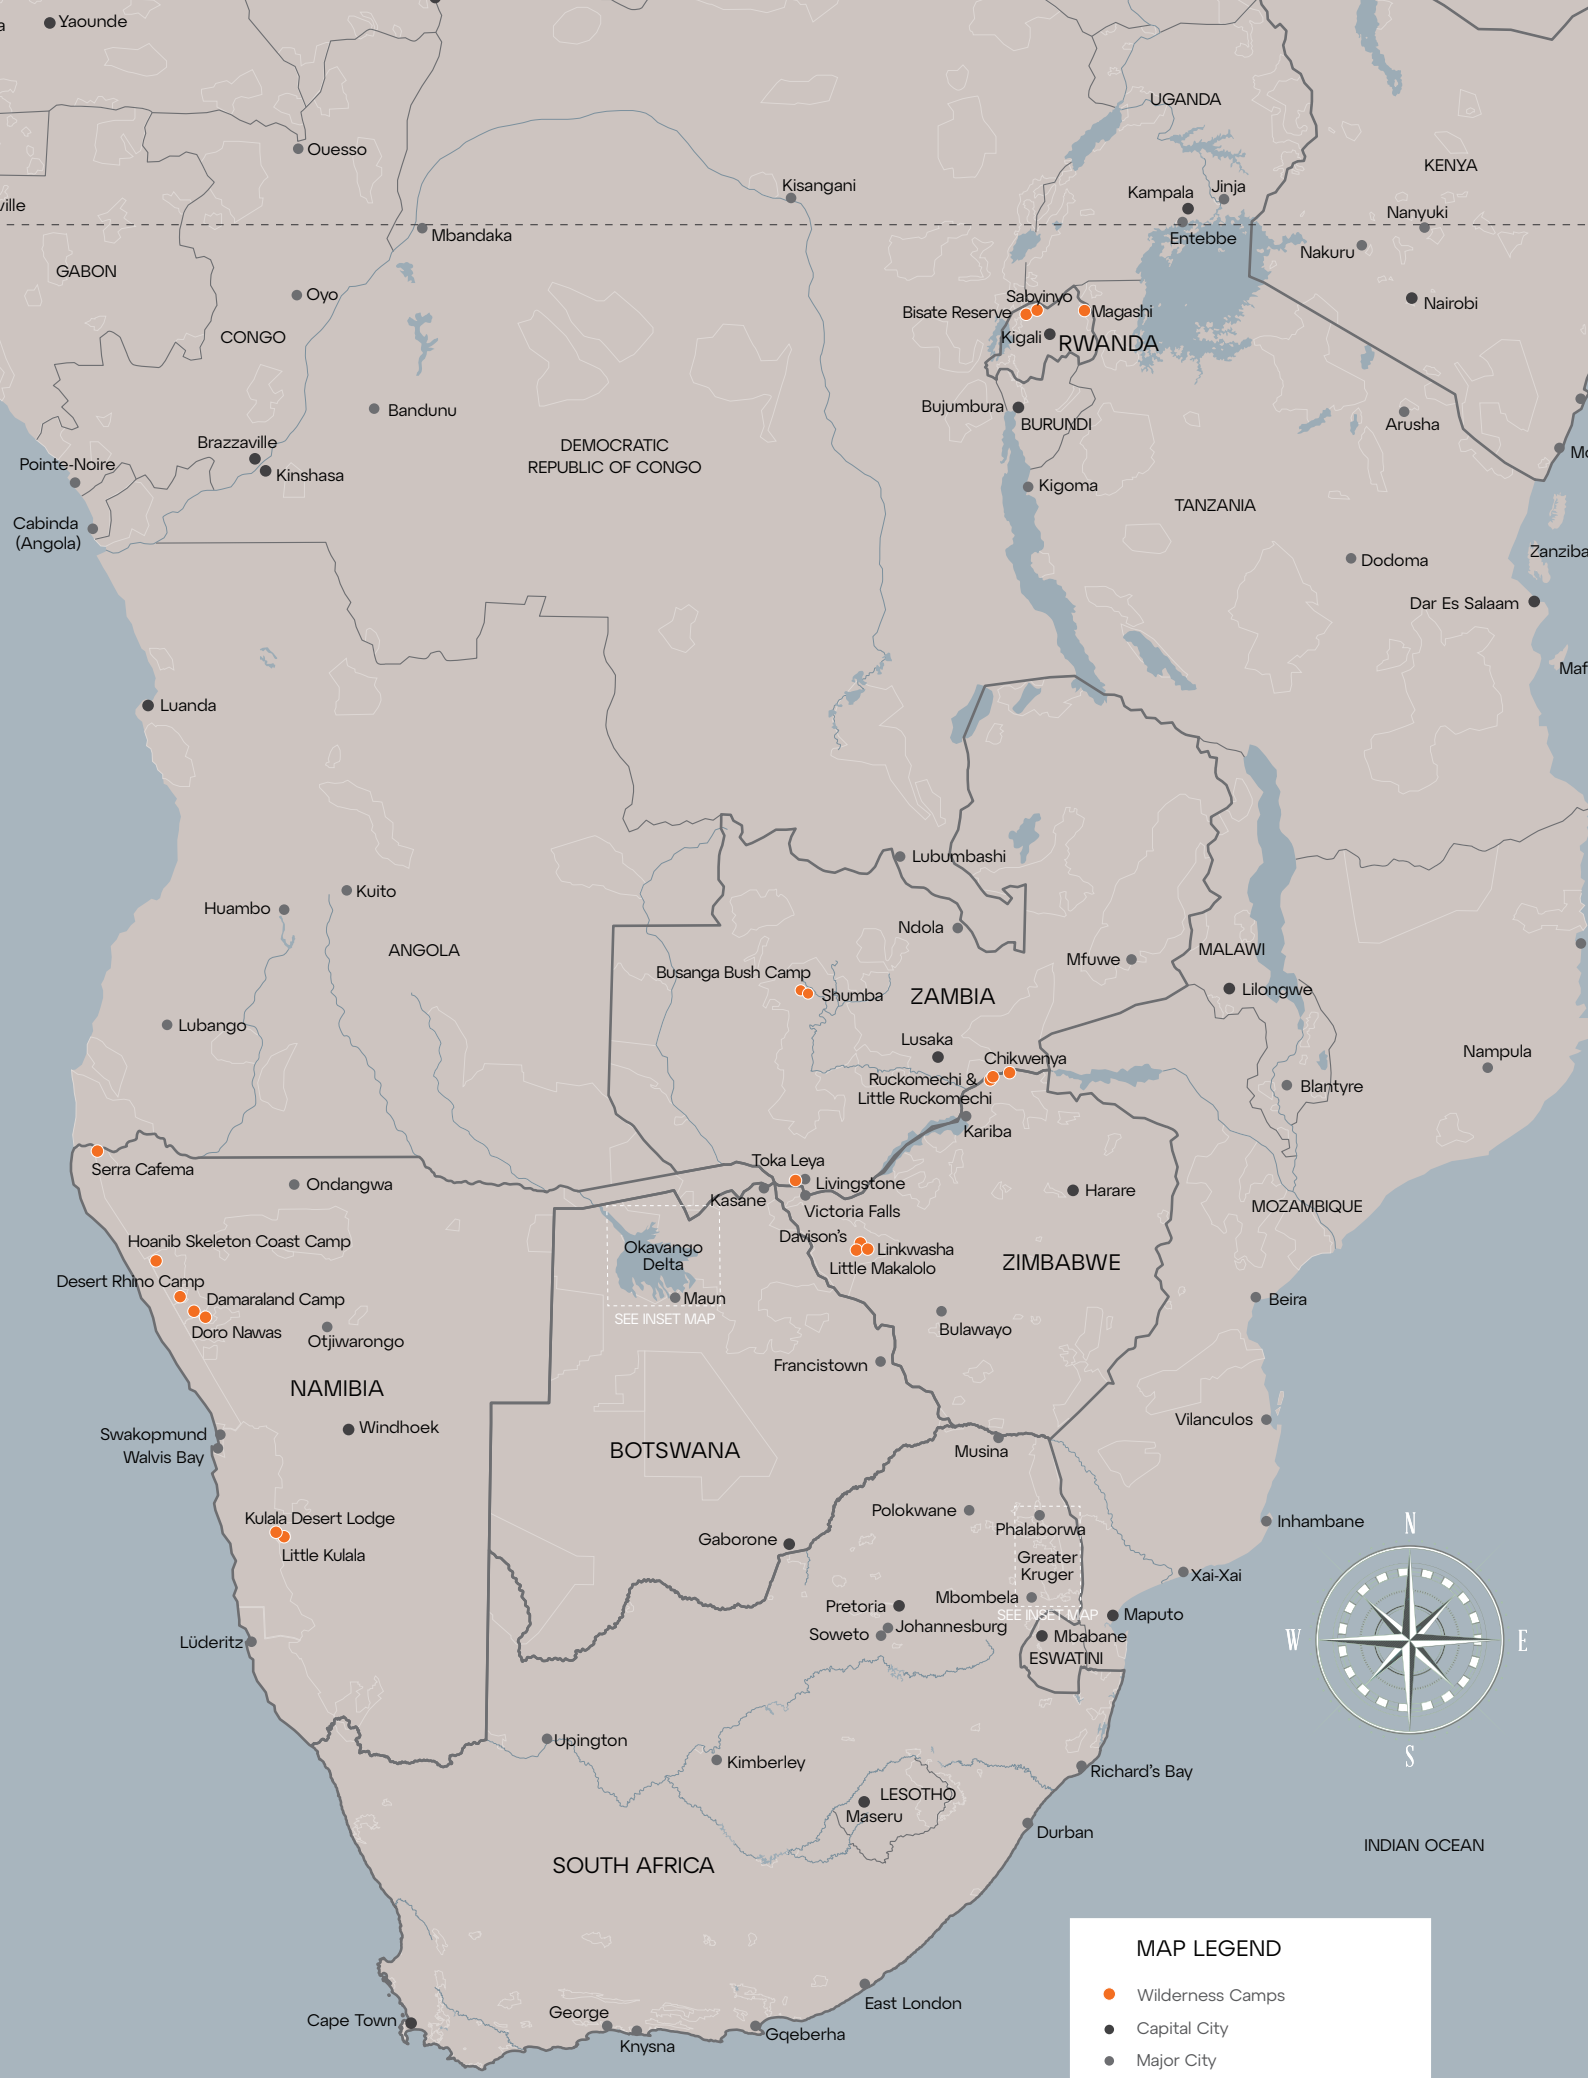 Yaounde
UGANDA
Ouesso
KENYA
Kisangani
Kampala
Jinja
ville
Nanyuki
Mbandaka
Entebbe
Nakuru
GABON
Oyo
Sabyinyo
Bisate Reserve
Magashi
Nairobi
CONGO
Kigali
RWANDA
Bandunu
Bujumbura
BURUNDI
Arusha
Brazzaville
DEMOCRATIC
REPUBLIC OF CONGO
Mo
Pointe-Noire
Kinshasa
Kigoma
TANZANIA
Cabinda
(Angola)
Zanziba
Dodoma
Dar Es Salaam
Maf
Luanda
Lubumbashi
Kuito
Huambo
Ndola
ANGOLA
MALAWI
Mfuwe
Busanga Bush Camp
Shumba
ZAMBIA
Lilongwe
Lubango
Lusaka
Nampula
Chikwenya
Ruckomechi &
Little Ruckomechi
Blantyre
Kariba
Toka Leya
Serra Cafema
Ondangwa
Livingstone
Harare
Kasane
Victoria Falls
MOZAMBIQUE
Hoanib Skeleton Coast Camp
Davison's
Okavango
Delta
Linkwasha
Little Makalolo
ZIMBABWE
Desert Rhino Camp
Damaraland Camp
Maun
Beira
SEE INSET MAP
Doro Nawas
Otjiwarongo
Bulawayo
Francistown
NAMIBIA
Swakopmund
Windhoek
Vilanculos
Walvis Bay
BOTSWANA
Musina
Polokwane
Kulala Desert Lodge
Phalaborwa
Inhambane
N
Gaborone
Little Kulala
Greater
Kruger
Xai-Xai
Mbombela
Pretoria
SEE INSET MAP
Maputo
Johannesburg
Soweto
Mbabane
Lüderitz
W
E
ESWATINI
Upington
Kimberley
S
Richard's Bay
LESOTHO
Maseru
Durban
INDIAN OCEAN
SOUTH AFRICA
MAP LEGEND
Wilderness Camps
East London
George
Cape Town
Capital City
Gqeberha
Knysna
Major City